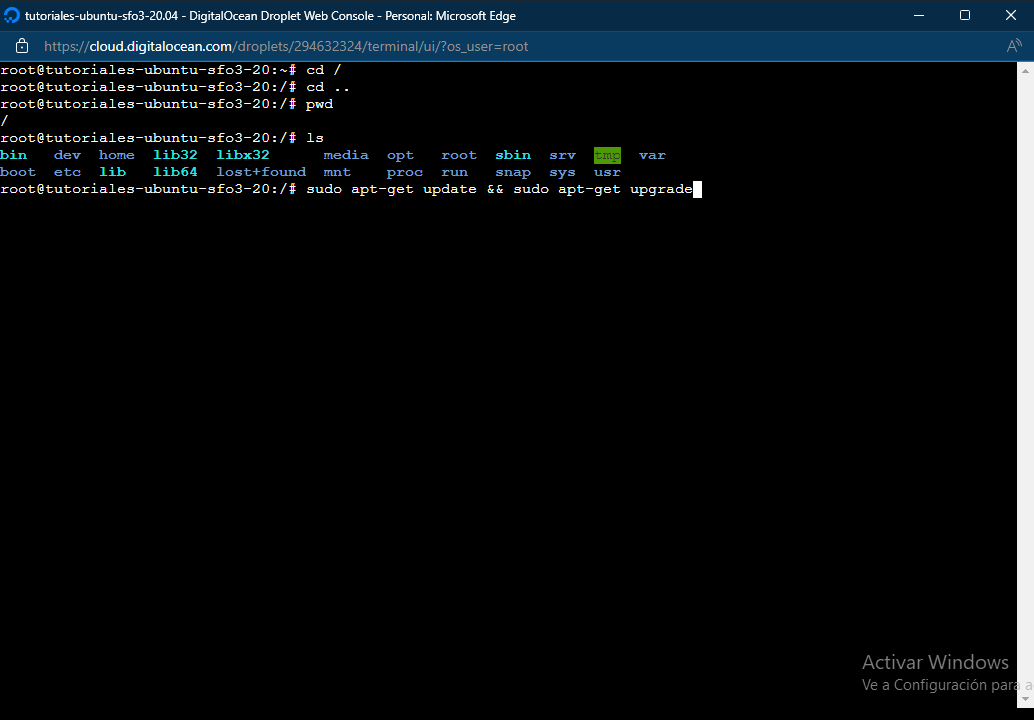 tutoriales-ubuntu-sfo3-20.04 - DigitalOcean Droplet Web Console - Personal: Microsoft Edge
https://cloud.digitalocean.com/droplets/294632324/terminal/ui/?os_user=root
root@tutoriales-ubuntu-sfo3-20:~# cd /
root@tutoriales-ubuntu-sfo3-20:/# cd ..
root@tutoriales-ubuntu-sfo3-20:/# pwd
/
root@tutoriales-ubuntu-sfo3-20:/# ls
bin dev home lib32 libx32 media opt root sbin srv tmp var
boot etc lib lib64 lost+found mnt proc run snap sys usr
root@tutoriales-ubuntu-sfo3-20:/# sudo apt-get update && sudo apt-get upgrade
Activar Windows
Ve a Configuración para a